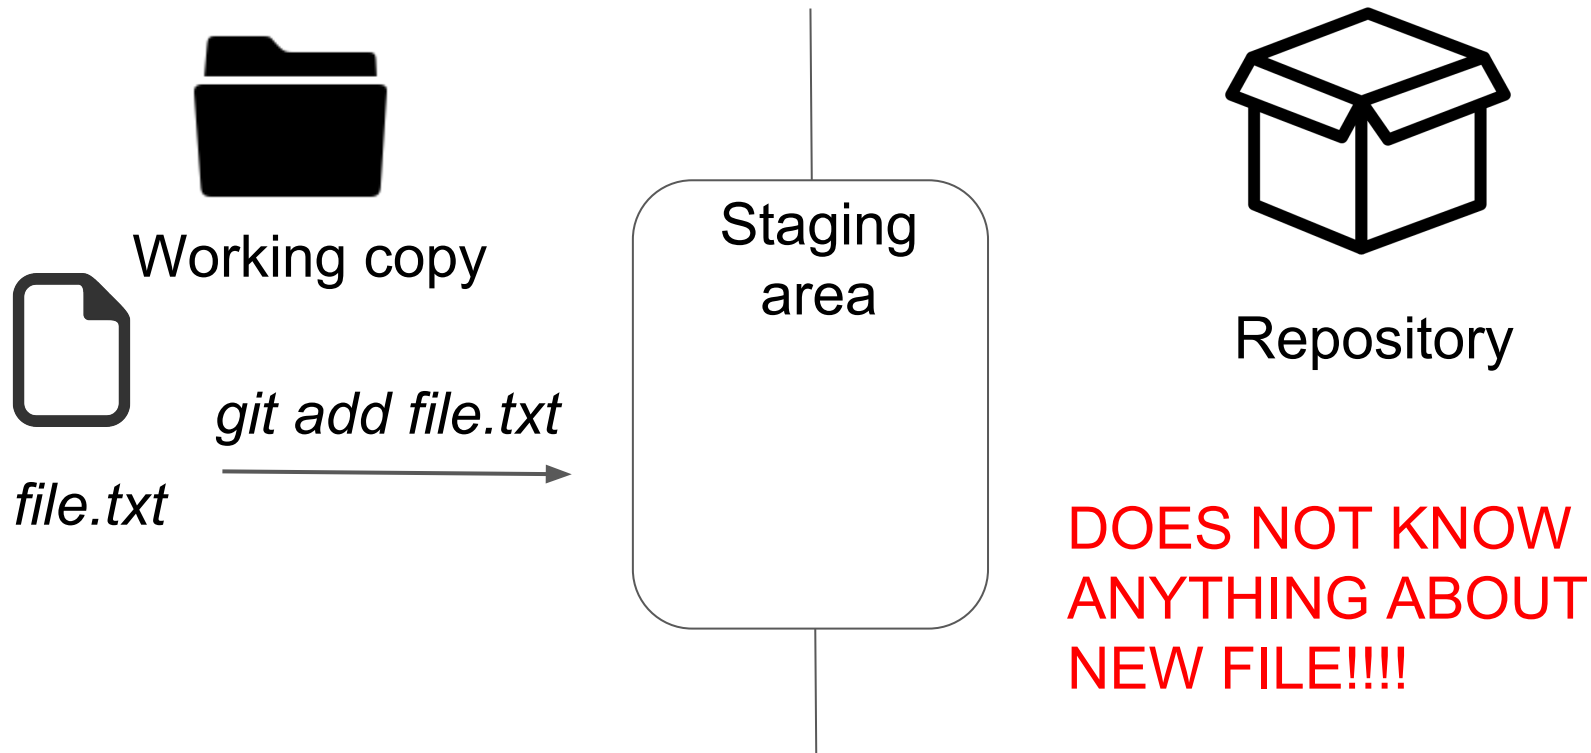 Working copy
file.txt
git add file.txt
Staging
area
Repository
DOES NOT KNOW
ANYTHING ABOUT
NEW FILE!!!!